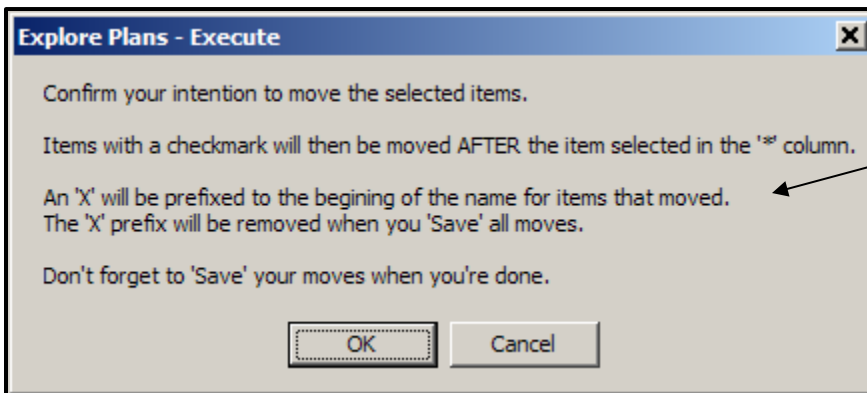 Explore Plans - Execute
Confirm your intention to move the selected items.
Items with a checkmark will then be moved AFTER the item selected in the '*' column.
An 'X' will be prefixed to the begining of the name for items that moved.
The 'X' prefix will be removed when you 'Save' all moves.
Don't forget to 'Save' your moves when you're done.
OK
Cancel